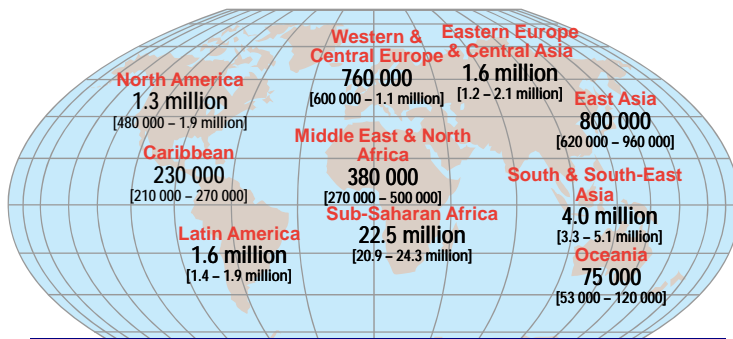 Western &
Central Europe
760 000
[600 000 – 1.1 million]
Eastern Europe
& Central Asia
1.6 million
[1.2 – 2.1 million]
North America
1.3 million
[480 000 – 1.9 million]
East Asia
800 000
[620 000 – 960 000]
Caribbean
230 000
[210 000 – 270 000]
Middle East & North
Africa
380 000
[270 000 – 500 000]
South & South-East
Asia
4.0 million
[3.3 – 5.1 million]
Sub-Saharan Africa
22.5 million
[20.9 – 24.3 million]
Latin America
1.6 million
[1.4 – 1.9 million]
Oceania
75 000
[53 000 – 120 000]